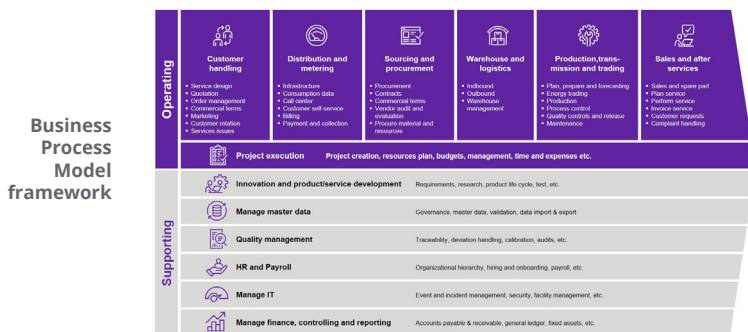 Business
Process
Model
framework
Operating
Customer
handling
• Service design
• Quotation
• Order management
• Commercial terms
• Marketing
• Customer relation
• Services issues
Distribution and
metering
• Infrastructure
• Consumption data
• Call center
• Customer self-service
• Billing
• Payment and collection
Sourcing and
procurement
• Procurement
• Contracts
• Commercial terms
• Vendor audit and
evaluation
• Procure material and
resources
Warehouse and
logistics
• Indbound
• Outbound
• Warehouse
management
Production,trans-
mission and trading
• Plan, prepare and forecasting
• Energy trading
• Production
• Process control
• Quality controls and release
• Maintenance
Sales and after
services
• Sales and spare part
• Plan service
• Perform service
• Invoice service
• Customer requests
• Complaint handling
Project execution Project creation, resources plan, budgets, management, time and expenses etc.
Supporting
Innovation and product/service development Requirements, research, product life cycle, test, etc.
Manage master data Governance, master data, validation, data import & export
Quality management Traceability, deviation handling, calibration, audits, etc.
HR and Payroll Organizational hierarchy, hiring and onboarding, payroll, etc.
Manage IT Event and incident management, security, facility management, etc.
Manage finance, controlling and reporting Accounts payable & receivable, general ledger, fixed assets, etc.